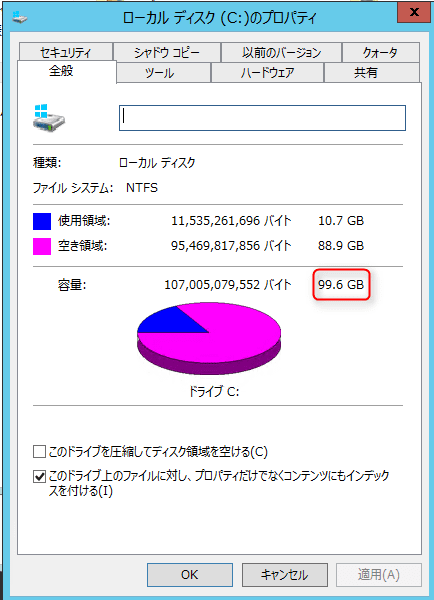 ローカル ディスク (C:)のプロパティ
x
セキュリティ シャドウ コピー 以前のバージョン クォータ
全般 ツール ハードウェア 共有
種類: ローカル ディスク
ファイル システム: NTFS
使用領域: 11,535,261,696 バイト 10.7 GB
空き領域: 95,469,817,856 バイト 88.9 GB
容量: 107,005,079,552 バイト 99.6 GB
ドライブ C:
このドライブを圧縮してディスク領域を空ける(C)
このドライブ上のファイルに対し、プロパティだけでなくコンテンツにもインデック
スを付ける(I)
OK キャンセル 適用(A)